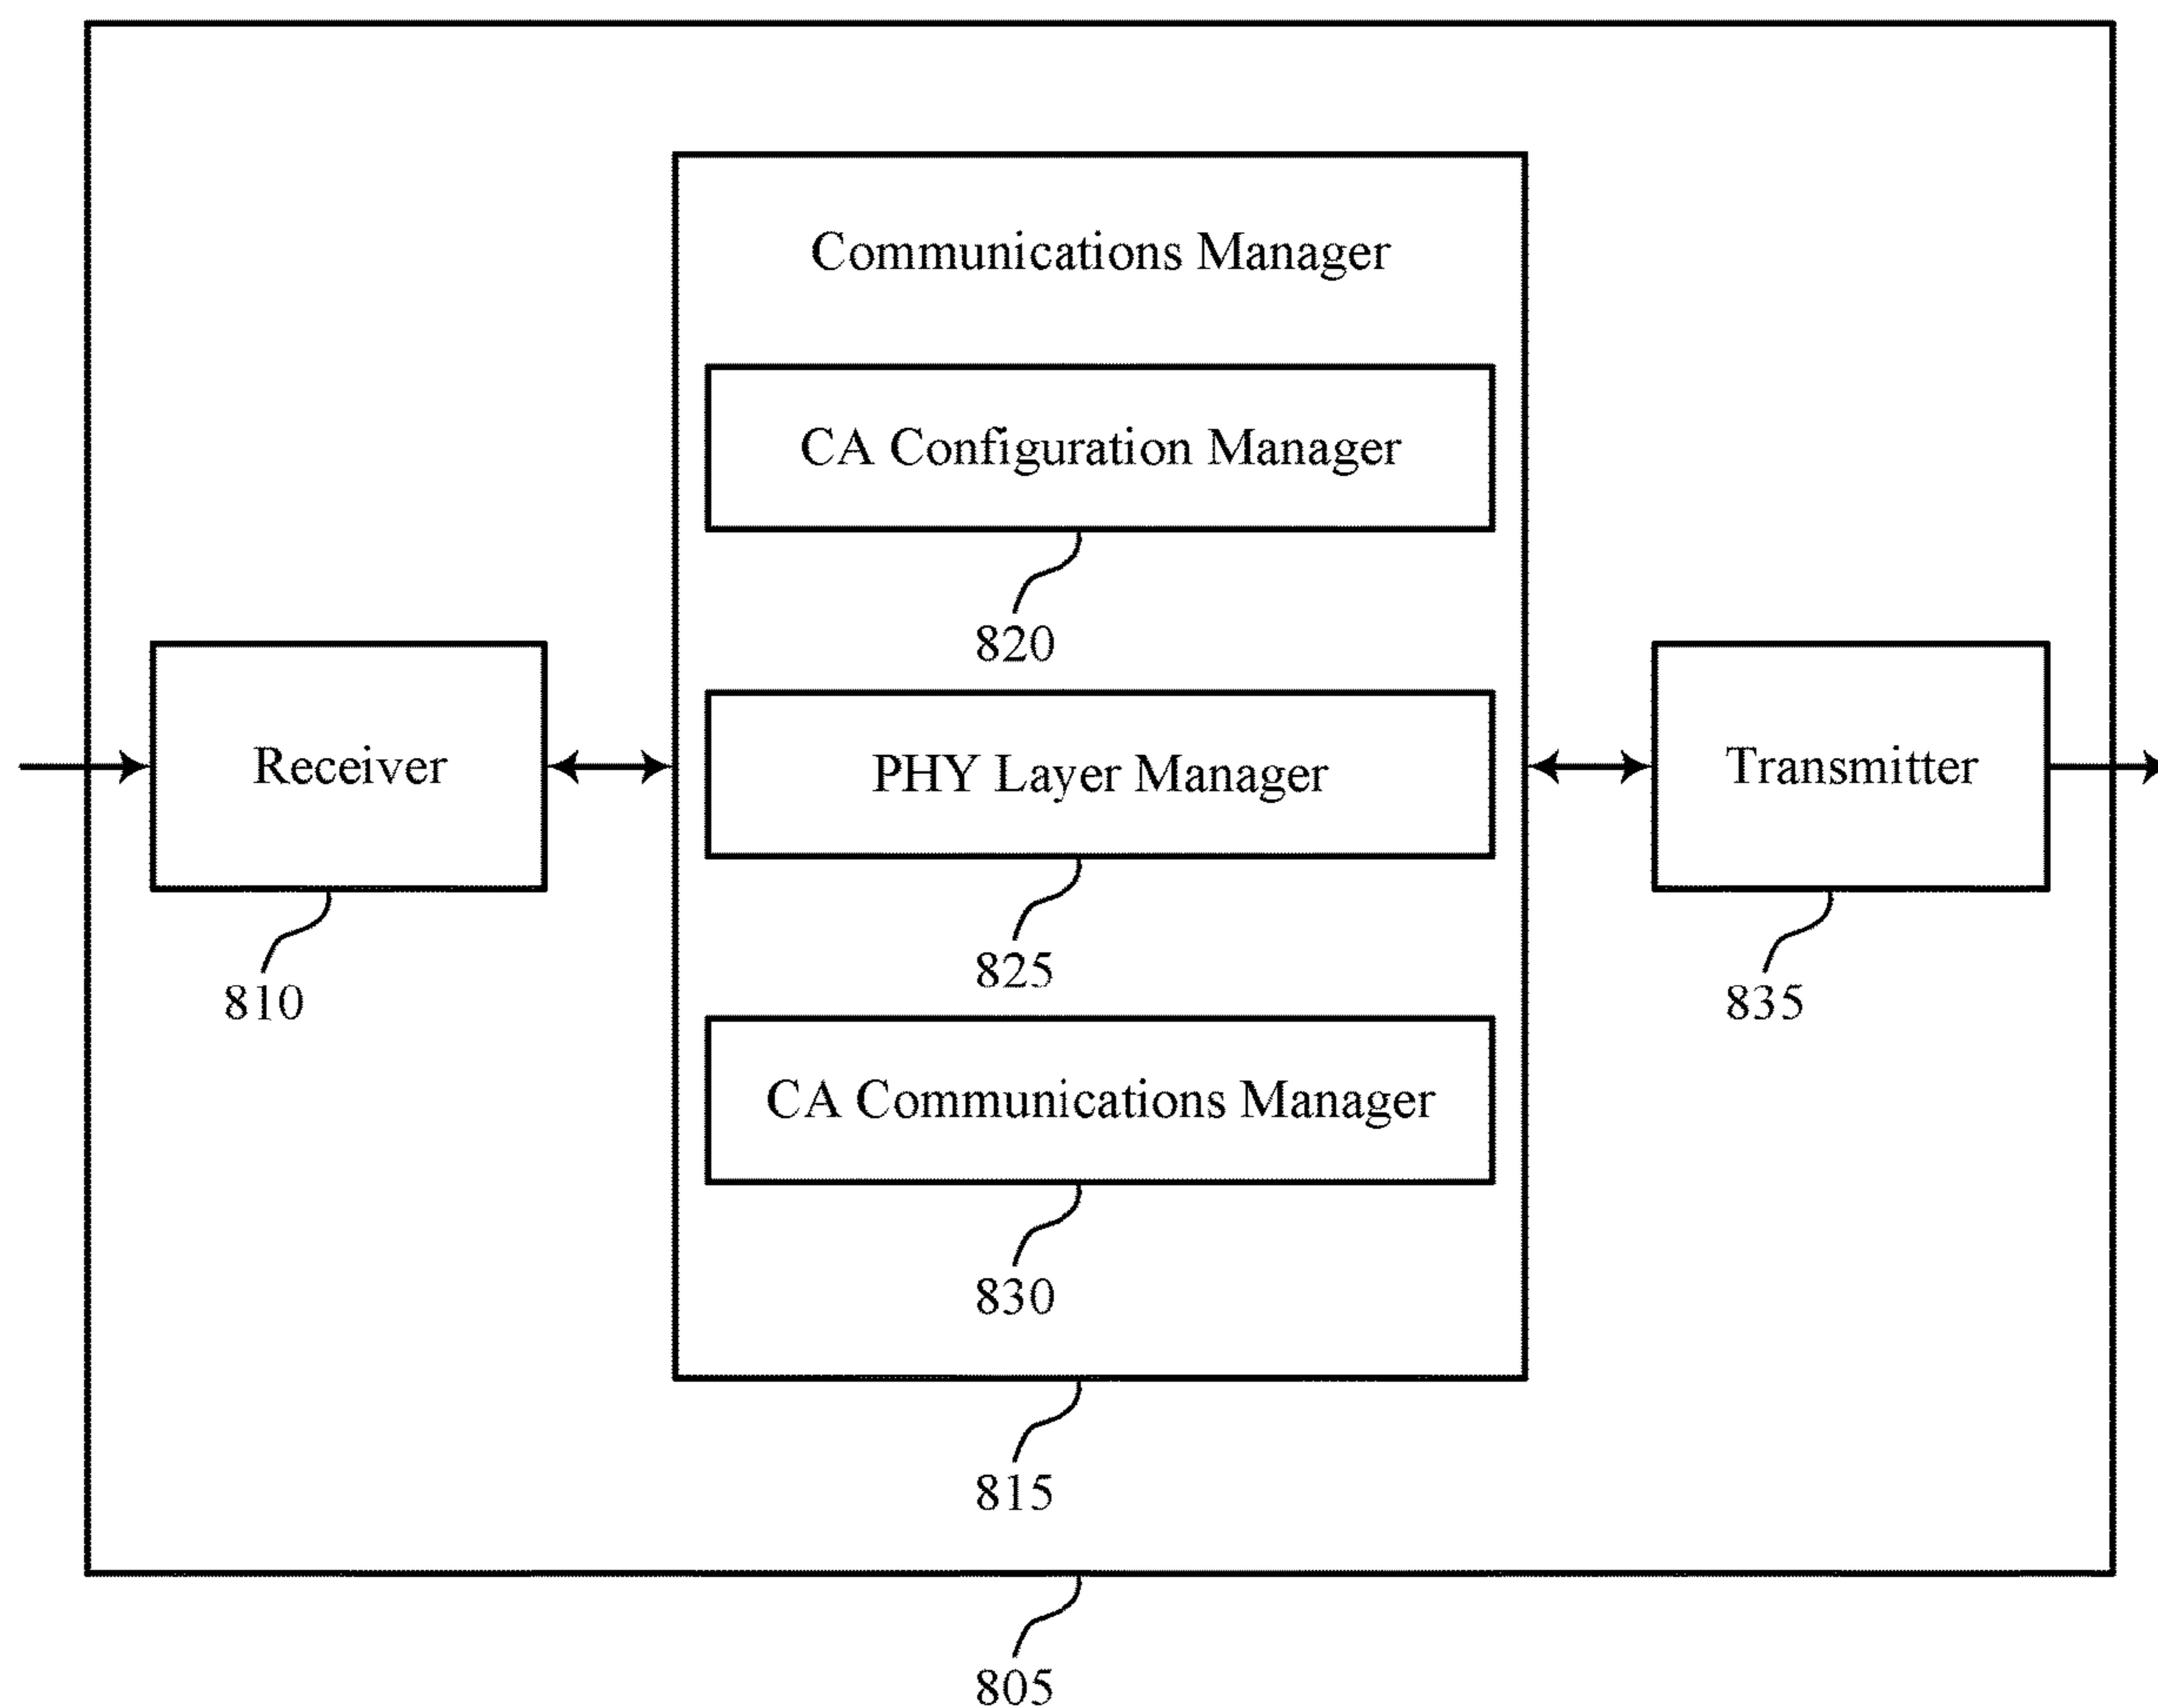 Communications Manager
CA Configuration Manager
820
Receiver
810
PHY Layer Manager
825
Transmitter
835
CA Communications Manager
830
815
805